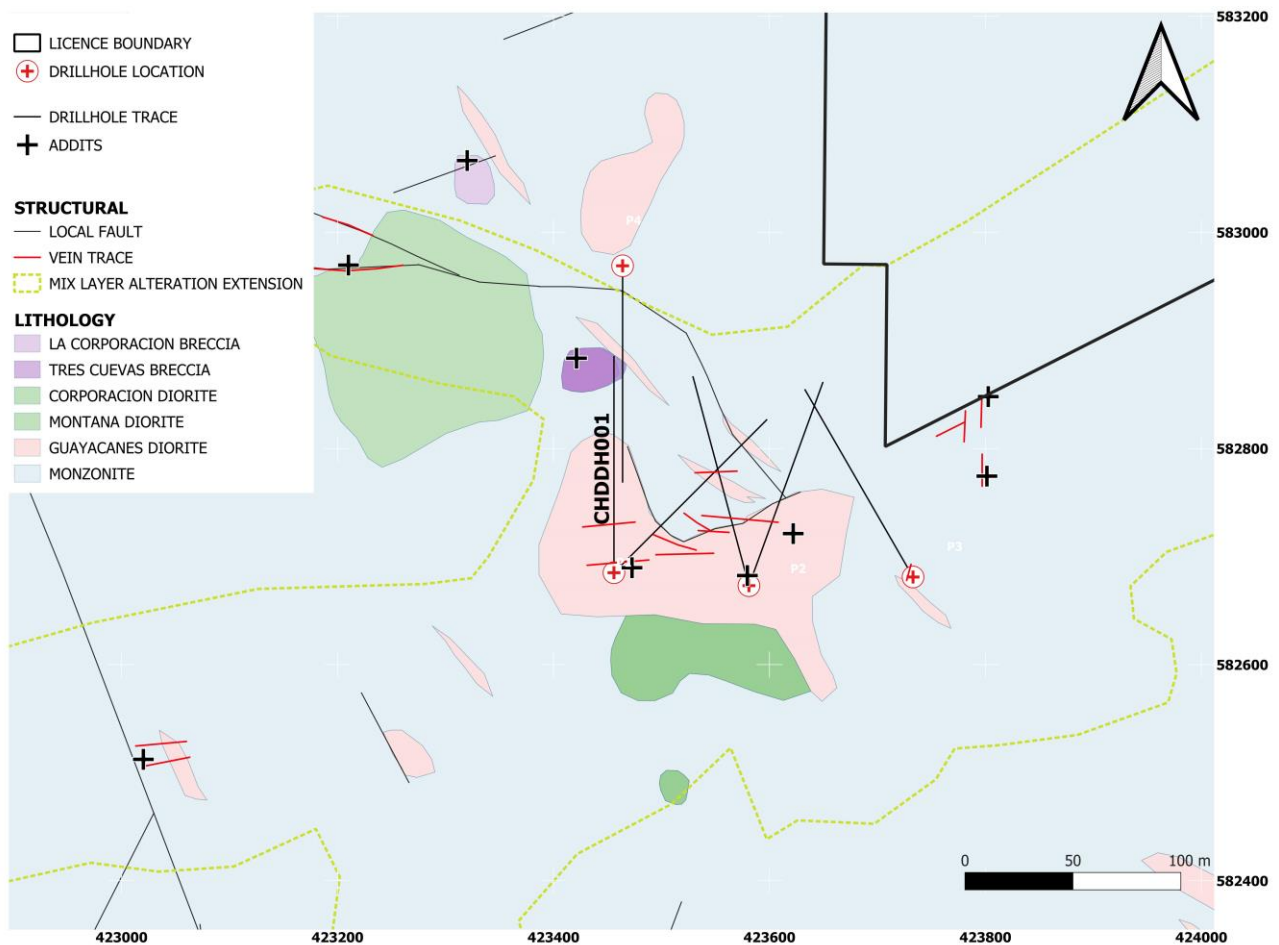 LICENCE BOUNDARY
DRILLHOLE LOCATION
DRILLHOLE TRACE
ADDITS
STRUCTURAL
LOCAL FAULT
VEIN TRACE
MIX LAYER ALTERATION EXTENSION
LITHOLOGY
LA CORPORACION BRECCIA
TRES CUEVAS BRECCIA
CORPORACION DIORITE
MONTANA DIORITE
GUAYACANES DIORITE
MONZONITE
583200
583000
582800
582600
582400
P4
CHDDH001
P3
P2
0 50 100 m
423000 423200 423400 423600 423800 424000